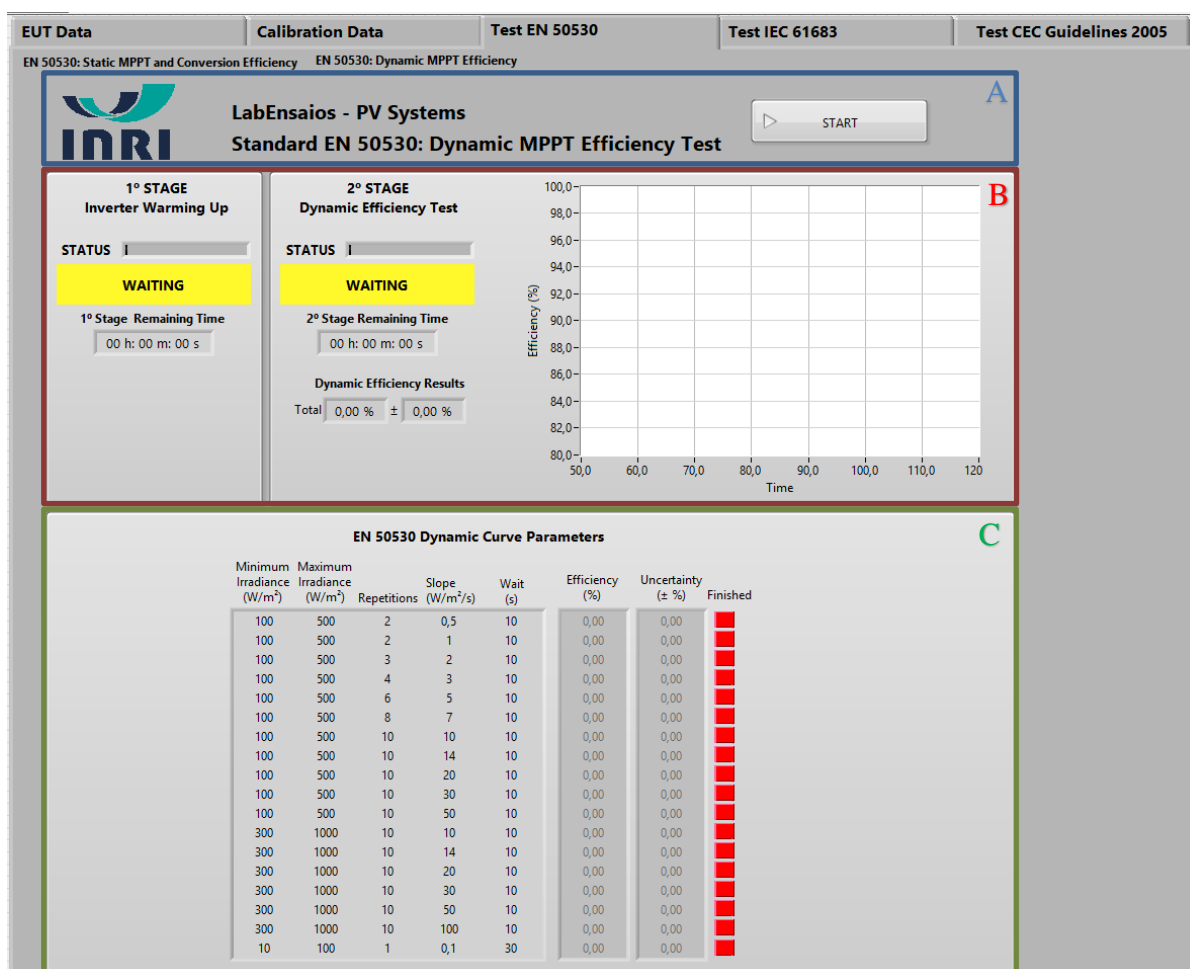 EUT Data Calibration Data Test EN 50530 Test IEC 61683 Test CEC Guidelines 2005
EN 50530: Static MPPT and Conversion Efficiency EN 50530: Dynamic MPPT Efficiency
A
INRI
LabEnsaios - PV Systems
Standard EN 50530: Dynamic MPPT Efficiency Test
START
B
1º STAGE
Inverter Warming Up
STATUS
WAITING
1º Stage Remaining Time
00 h: 00 m: 00 s
2º STAGE
Dynamic Efficiency Test
STATUS
WAITING
2º Stage Remaining Time
00 h: 00 m: 00 s
Dynamic Efficiency Results
Total 0,00 % ± 0,00 %
Efficiency (%)
100,0
98,0
96,0
94,0
92,0
90,0
88,0
86,0
84,0
82,0
80,0
50,0 60,0 70,0 80,0 90,0 100,0 110,0 120
Time
C
EN 50530 Dynamic Curve Parameters
Minimum Irradiance (W/m²) Maximum Irradiance (W/m²) Repetitions Slope (W/m²/s) Wait (s) Efficiency (%) Uncertainty (± %) Finished
100 500 2 0,5 10 0,00 0,00
100 500 2 1 10 0,00 0,00
100 500 3 2 10 0,00 0,00
100 500 4 3 10 0,00 0,00
100 500 6 5 10 0,00 0,00
100 500 8 7 10 0,00 0,00
100 500 10 10 10 0,00 0,00
100 500 10 14 10 0,00 0,00
100 500 10 20 10 0,00 0,00
100 500 10 30 10 0,00 0,00
100 500 10 50 10 0,00 0,00
300 1000 10 10 10 0,00 0,00
300 1000 10 14 10 0,00 0,00
300 1000 10 20 10 0,00 0,00
300 1000 10 30 10 0,00 0,00
300 1000 10 50 10 0,00 0,00
300 1000 10 100 10 0,00 0,00
10 100 1 0,1 30 0,00 0,00